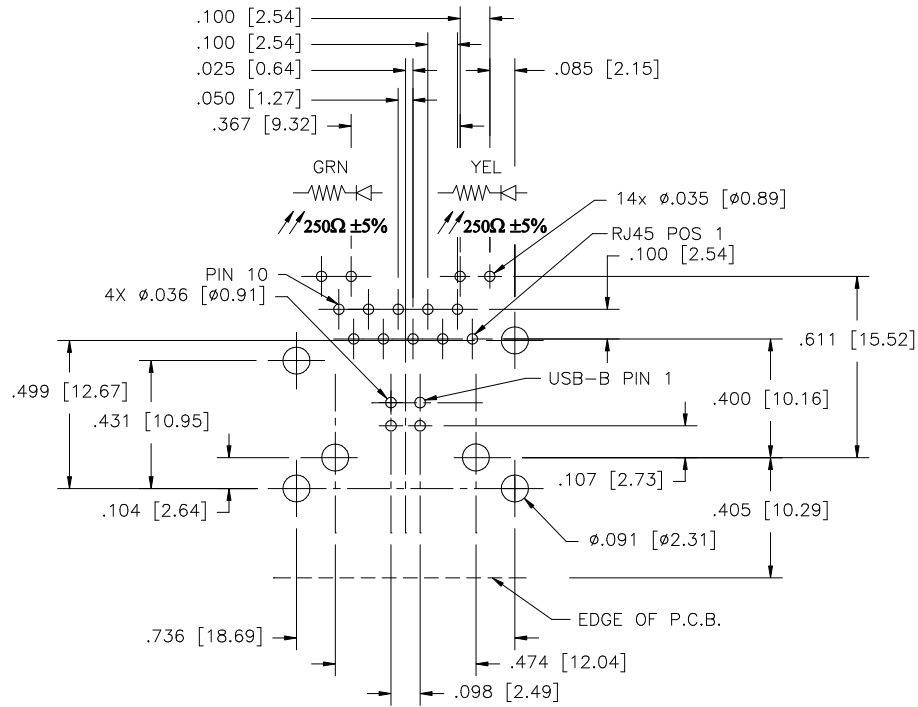 .100 [2.54]
.100 [2.54]
.025 [0.64]
.085 [2.15]
.050 [1.27]
.367 [9.32]
GRN
YEL
14x ø.035 [ø0.89]
250Ω ±5%
250Ω ±5%
RJ45 POS 1
.100 [2.54]
PIN 10
4X ø.036 [ø0.91]
.611 [15.52]
USB-B PIN 1
.499 [12.67]
.400 [10.16]
.431 [10.95]
.107 [2.73]
.104 [2.64]
.405 [10.29]
ø.091 [ø2.31]
EDGE OF P.C.B.
.736 [18.69]
.474 [12.04]
.098 [2.49]